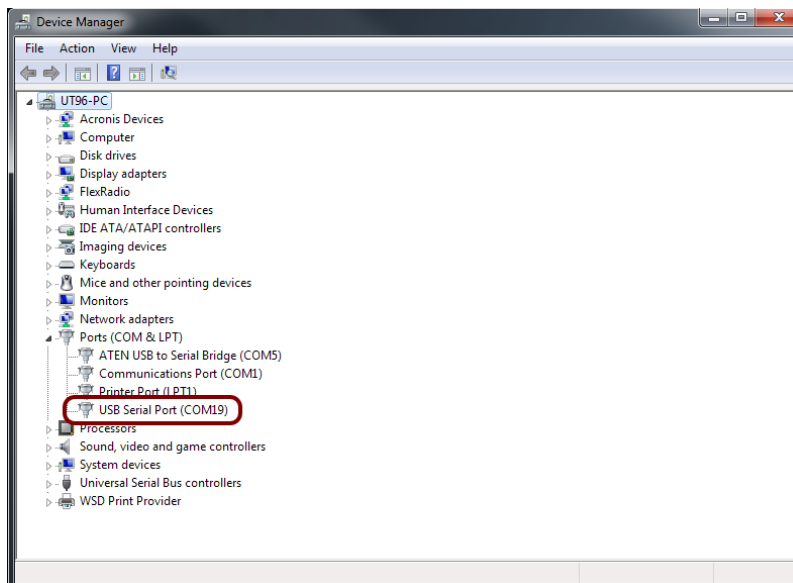 Device Manager
File Action View Help
UT96-PC
Acronis Devices
Computer
Disk drives
Display adapters
FlexRadio
Human Interface Devices
IDE ATA/ATAPI controllers
Imaging devices
Keyboards
Mice and other pointing devices
Monitors
Network adapters
Ports (COM & LPT)
ATEN USB to Serial Bridge (COM5)
Communications Port (COM1)
Printer Port (LPT1)
USB Serial Port (COM19)
Processors
Sound, video and game controllers
System devices
Universal Serial Bus controllers
WSD Print Provider